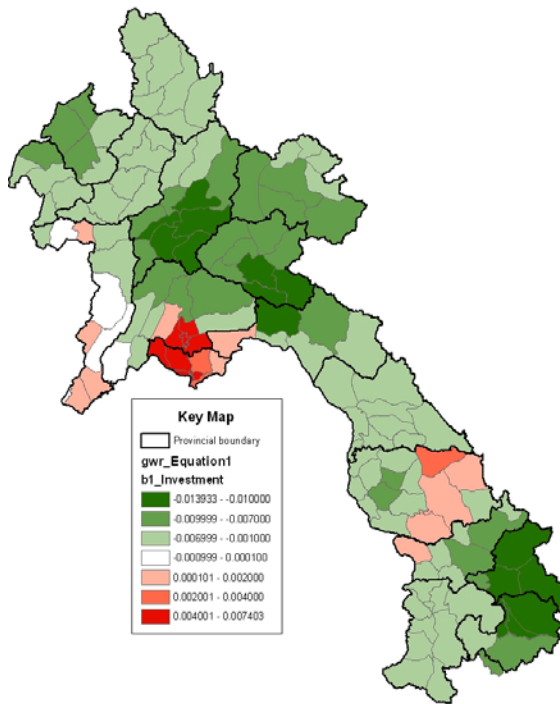 Key Map
Provincial boundary
gwr_Equation1
b1_Investment
-0.013933 - -0.010000
-0.009999 - -0.007000
-0.006999 - -0.001000
-0.000999 - 0.000100
0.000101 - 0.002000
0.002001 - 0.004000
0.004001 - 0.007403